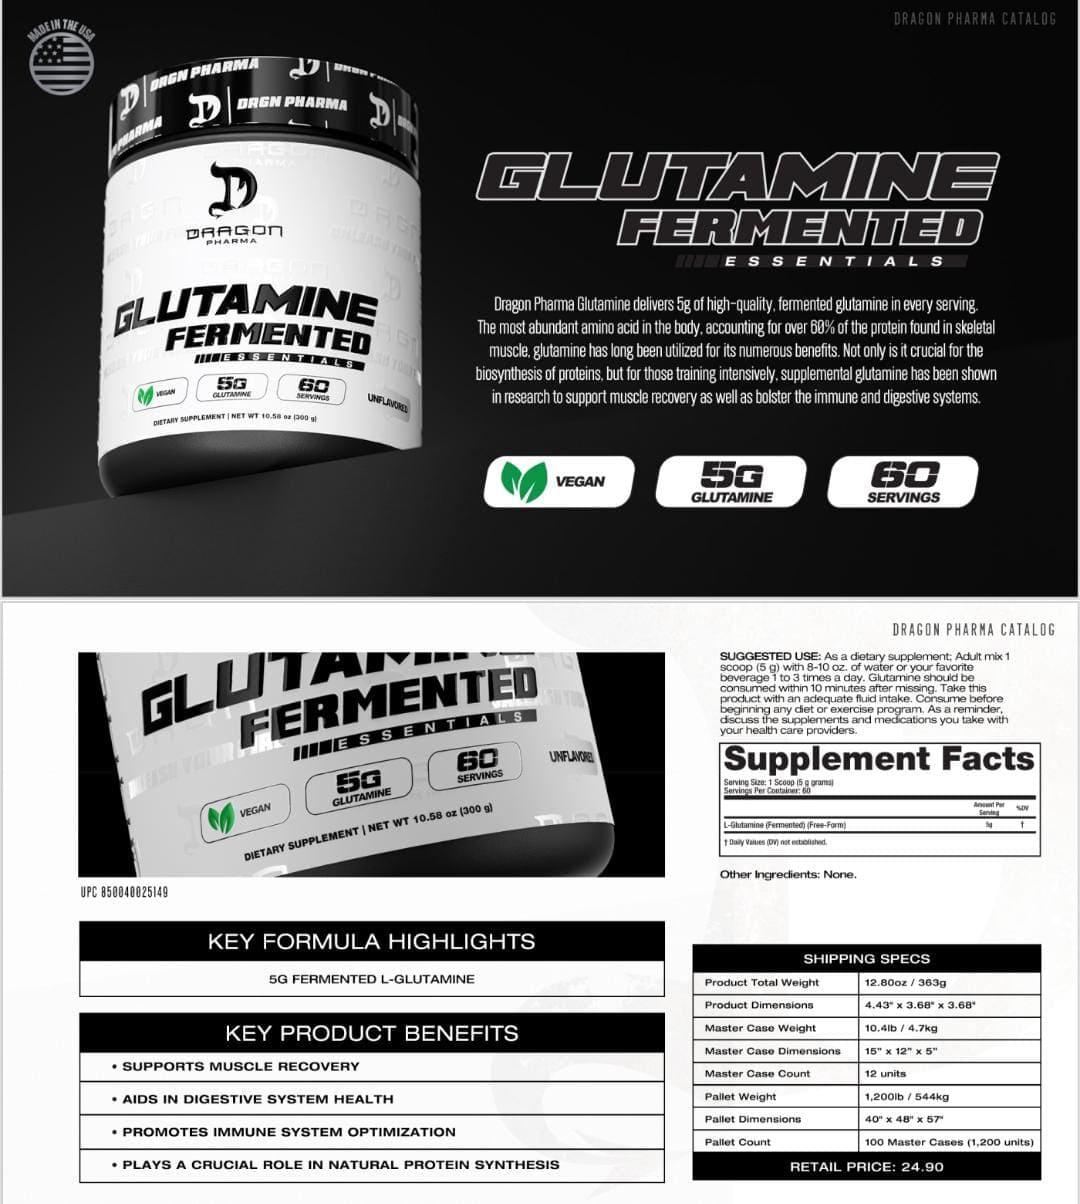 MADE IN THE USA
DRAGON PHARMA CATALOG
DRGN PHARMA
DRGN PHARMA
PHARMA
DRAGON
PHARMA
GLUTAMINE
FERMENTED
ESSENTIALS
VEGAN
5G
GLUTAMINE
60
SERVINGS
UNFLAVORED
DIETARY SUPPLEMENT | NET WT 10.58 oz (300 g)
GLUTAMINE
FERMENTED
ESSENTIALS
Dragon Pharma Glutamine delivers 5g of high-quality, fermented glutamine in every serving.
The most abundant amino acid in the body, accounting for over 60% of the protein found in skeletal
muscle, glutamine has long been utilized for its numerous benefits. Not only is it crucial for the
biosynthesis of proteins, but for those training intensively, supplemental glutamine has been shown
in research to support muscle recovery as well as bolster the immune and digestive systems.
VEGAN
5G
GLUTAMINE
60
SERVINGS
DRAGON PHARMA CATALOG
GLUTAMINE
FERMENTED
ESSENTIALS
VEGAN
5G
GLUTAMINE
60
SERVINGS
UNFLAVORED
DIETARY SUPPLEMENT | NET WT 10.58 oz (300 g)
UPC 850040025149
KEY FORMULA HIGHLIGHTS
5G FERMENTED L-GLUTAMINE
KEY PRODUCT BENEFITS
• SUPPORTS MUSCLE RECOVERY
• AIDS IN DIGESTIVE SYSTEM HEALTH
• PROMOTES IMMUNE SYSTEM OPTIMIZATION
• PLAYS A CRUCIAL ROLE IN NATURAL PROTEIN SYNTHESIS
SUGGESTED USE: As a dietary supplement; Adult mix 1
scoop (5 g) with 8-10 oz. of water or your favorite
beverage 1 to 3 times a day. Glutamine should be
consumed within 10 minutes after missing. Take this
product with an adequate fluid intake. Consume before
beginning any diet or exercise program. As a reminder,
discuss the supplements and medications you take with
your health care providers.
Supplement Facts
Serving Size: 1 Scoop (5 g grams)
Servings Per Container: 60
Amount Per
Serving %DV
L-Glutamine (Fermented) (Free-Form) 5g †
† Daily Values (DV) not established.
Other Ingredients: None.
SHIPPING SPECS
Product Total Weight 12.80oz / 363g
Product Dimensions 4.43" x 3.68" x 3.68"
Master Case Weight 10.4lb / 4.7kg
Master Case Dimensions 15" x 12" x 5"
Master Case Count 12 units
Pallet Weight 1,200lb / 544kg
Pallet Dimensions 40" x 48" x 57"
Pallet Count 100 Master Cases (1,200 units)
RETAIL PRICE: 24.90